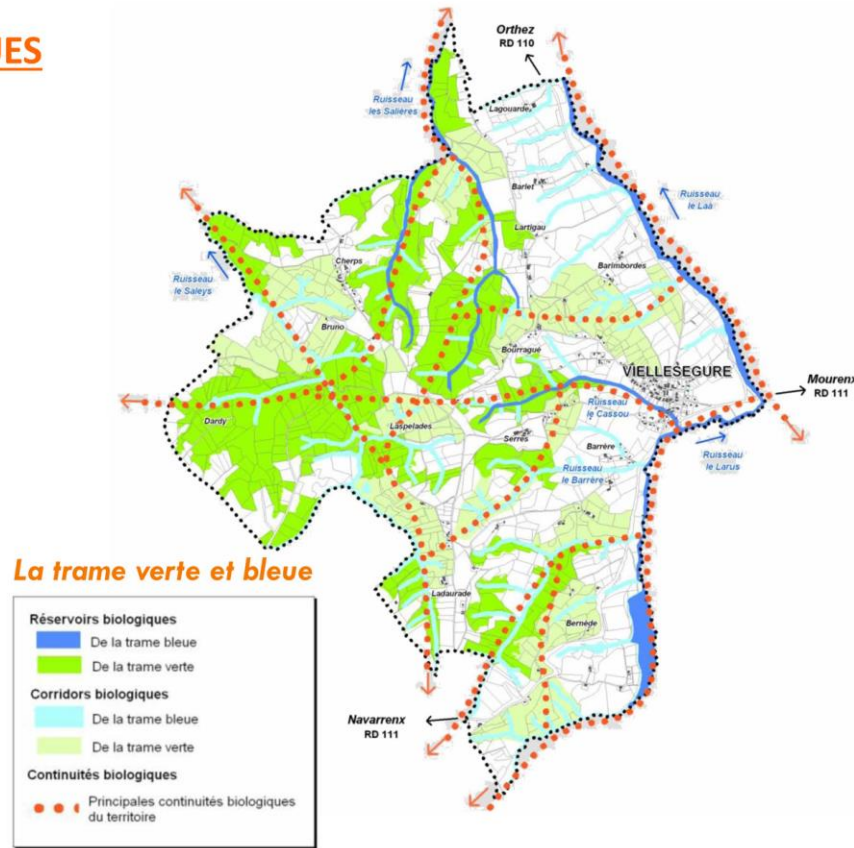 UES
Orthez
RD 110
Ruisseau
les Salières
Lagouarde
Barlet
Ruisseau
le Laà
Lartigau
Cherps
Ruisseau
le Saleys
Barimbordes
Bruno
Bourragué
VIELLESEGURE
Mourenx
RD 111
Ruisseau
le Cassou
Dardy
Laspelades
Serres
Barrère
Ruisseau
le Barrère
Ruisseau
le Larus
La trame verte et bleue
Ladaurade
Bernède
Navarrenx
RD 111
Réservoirs biologiques
De la trame bleue
De la trame verte
Corridors biologiques
De la trame bleue
De la trame verte
Continuités biologiques
Principales continuités biologiques
du territoire